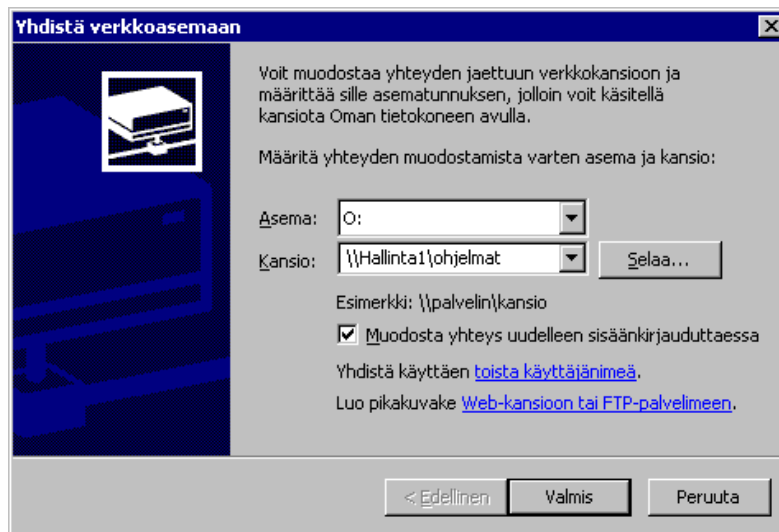 Yhdistä verkkoasemaan
Voit muodostaa yhteyden jaettuun verkkokansioon ja
määrittää sille asematunnuksen, jolloin voit käsitellä
kansiota Oman tietokoneen avulla.
Määritä yhteyden muodostamista varten asema ja kansio:
Asema: O:
Kansio: \\Hallinta1\ohjelmat Selaa...
Esimerkki: \\palvelin\kansio
Muodosta yhteys uudelleen sisäänkirjauduttaessa
Yhdistä käyttäen toista käyttäjänimeä.
Luo pikakuvake Web-kansioon tai FTP-palvelimeen.
< Edellinen Valmis Peruuta